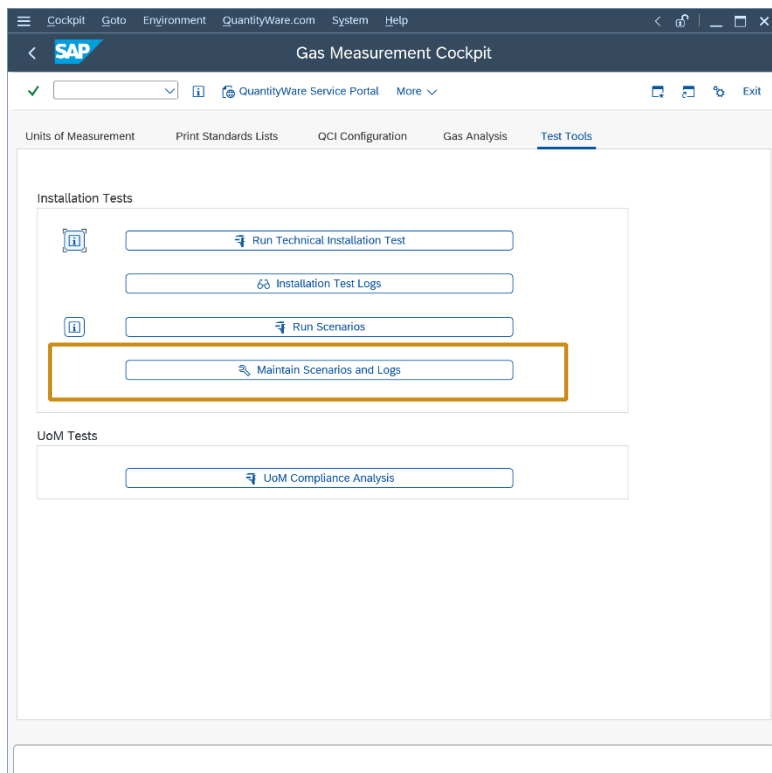 Cockpit Goto Environment QuantityWare.com System Help
SAP Gas Measurement Cockpit
QuantityWare Service Portal More Exit
Units of Measurement Print Standards Lists QCI Configuration Gas Analysis Test Tools
Installation Tests
Run Technical Installation Test
Installation Test Logs
Run Scenarios
Maintain Scenarios and Logs
UoM Tests
UoM Compliance Analysis